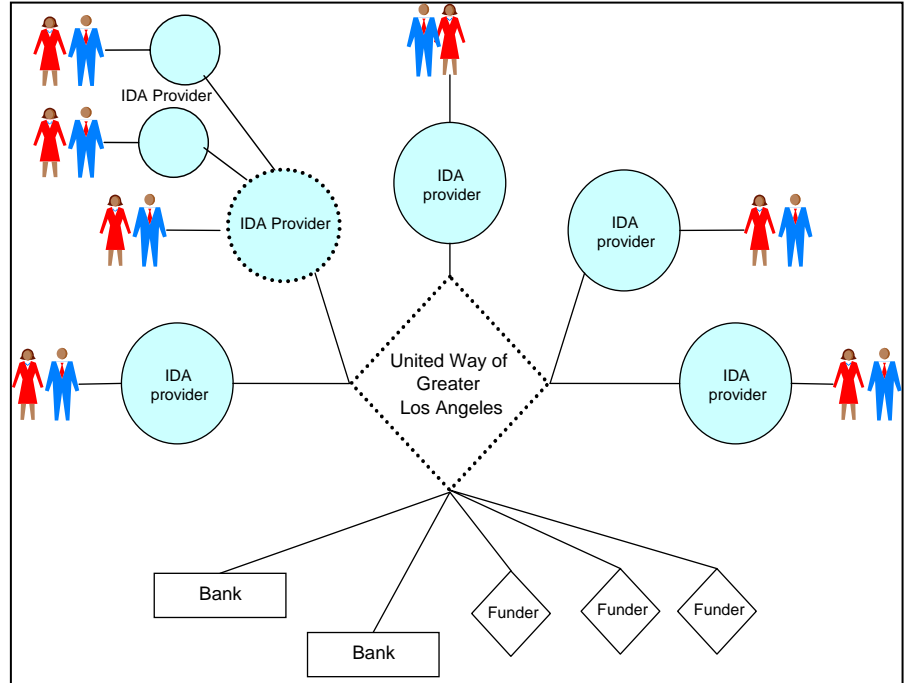 IDA Provider
IDA
provider
IDA Provider
IDA
provider
United Way of
Greater
Los Angeles
IDA
provider
IDA
provider
Bank
Funder
Funder
Funder
Bank